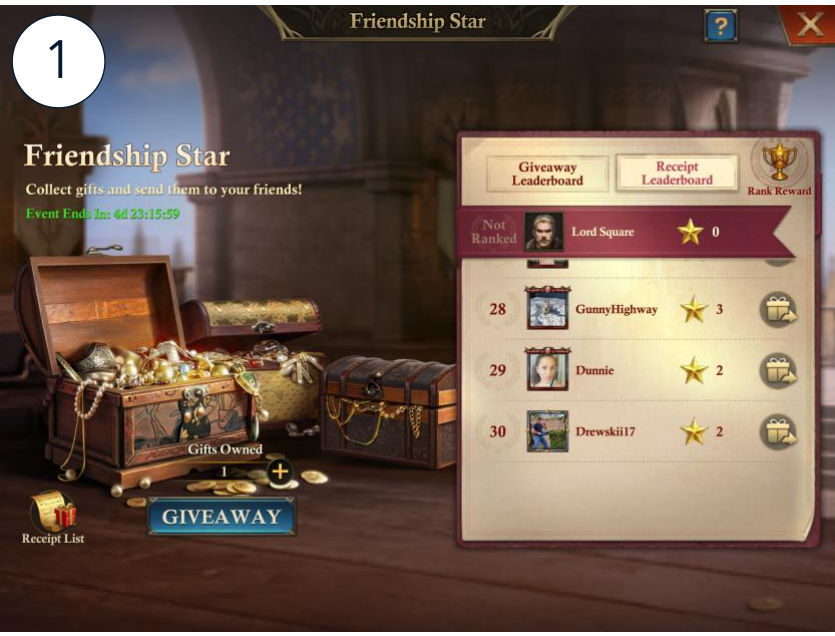 Friendship Star
?
X
1
Friendship Star
Collect gifts and send them to your friends!
Event Ends In: 4d 23:15:59
Giveaway
Leaderboard
Receipt
Leaderboard
Rank Reward
Not
Ranked
Lord Square
0
28
GunnyHighway
3
29
Dunnie
2
30
Drewskii17
2
Gifts Owned
1
+
GIVEAWAY
Receipt List